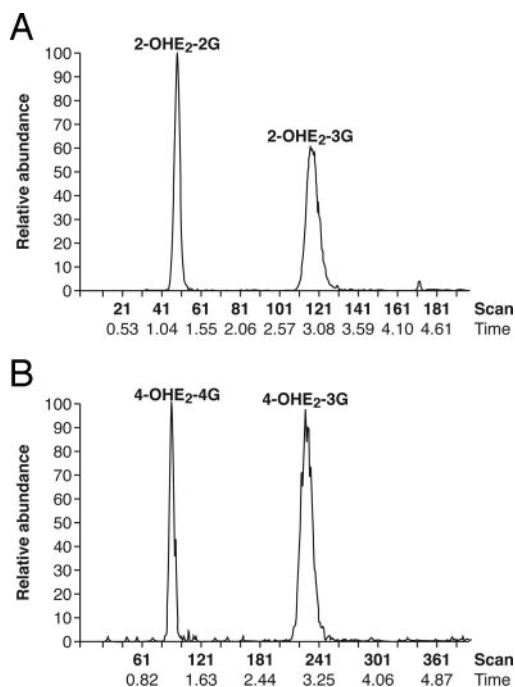 A
2-OHE₂-2G
2-OHE₂-3G
Relative abundance
100
90
80
70
60
50
40
30
20
10
0
21 41 61 81 101 121 141 161 181 Scan
0.53 1.04 1.55 2.06 2.57 3.08 3.59 4.10 4.61 Time
B
4-OHE₂-4G
4-OHE₂-3G
Relative abundance
100
90
80
70
60
50
40
30
20
10
0
61 121 181 241 301 361 Scan
0.82 1.63 2.44 3.25 4.06 4.87 Time